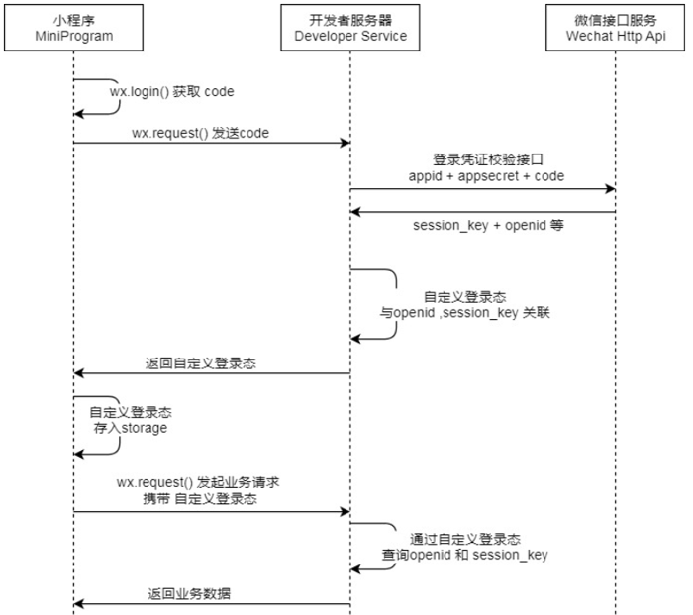 小程序
MiniProgram
开发者服务器
Developer Service
微信接口服务
Wechat Http Api
wx.login() 获取 code
wx.request() 发送code
登录凭证校验接口
appid + appsecret + code
session_key + openid 等
自定义登录态
与openid ,session_key 关联
返回自定义登录态
自定义登录态
存入storage
wx.request() 发起业务请求
携带 自定义登录态
通过自定义登录态
查询openid 和 session_key
返回业务数据